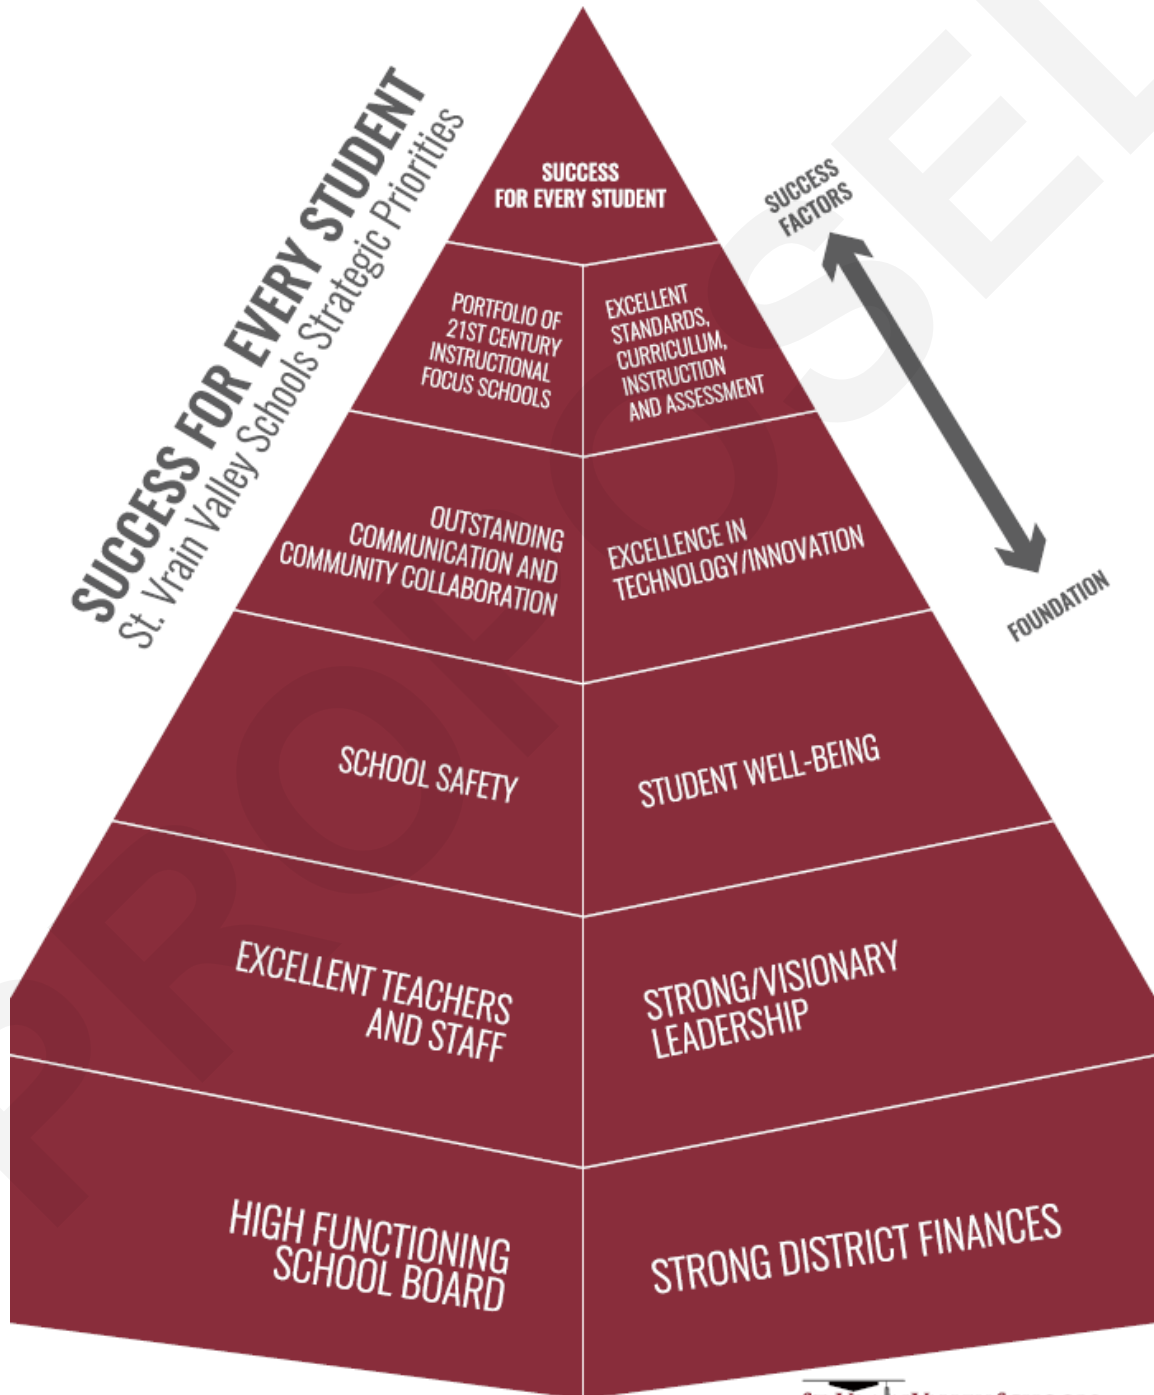 SUCCESS FOR EVERY STUDENT
St. Vrain Valley Schools Strategic Priorities
SUCCESS
FOR EVERY STUDENT
SUCCESS
FACTORS
PORTFOLIO OF
21ST CENTURY
INSTRUCTIONAL
FOCUS SCHOOLS
EXCELLENT
STANDARDS,
CURRICULUM,
INSTRUCTION
AND ASSESSMENT
OUTSTANDING
COMMUNICATION AND
COMMUNITY COLLABORATION
EXCELLENCE IN
TECHNOLOGY/INNOVATION
FOUNDATION
SCHOOL SAFETY
STUDENT WELL-BEING
EXCELLENT TEACHERS
AND STAFF
STRONG/VISIONARY
LEADERSHIP
HIGH FUNCTIONING
SCHOOL BOARD
STRONG DISTRICT FINANCES
PROPOSED